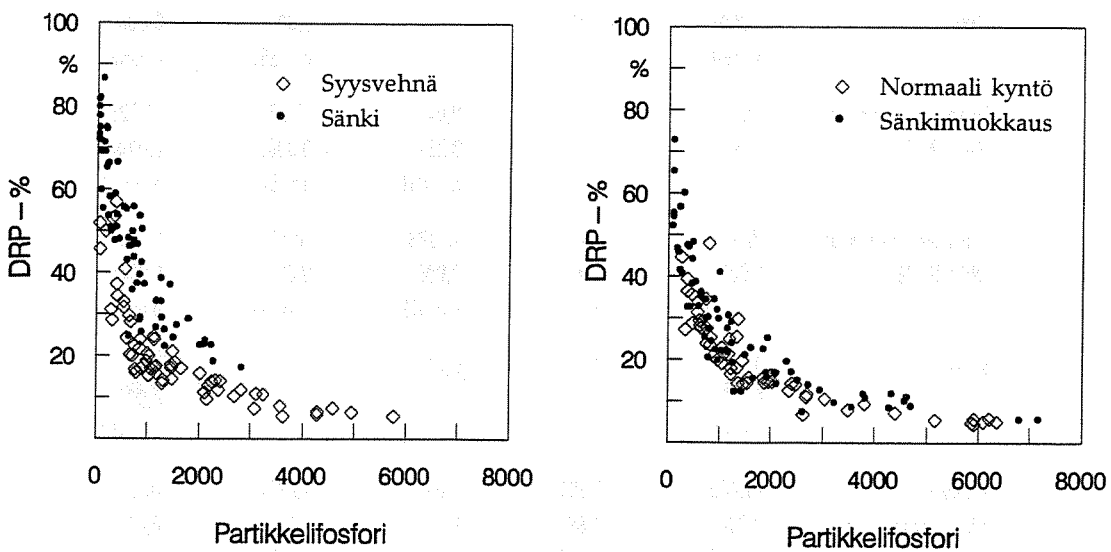 100
%
80
60
40
20
DRP – %
◇ Syysvehnä
• Sänki
0 2000 4000 6000 8000
Partikkelifosfori
100
%
80
60
40
20
DRP – %
◇ Normaali kyntö
• Sänkimuokkaus
0 2000 4000 6000 8000
Partikkelifosfori